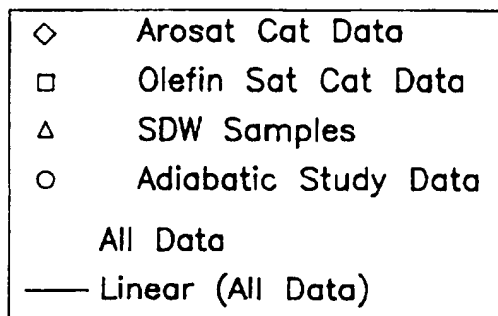 Arosat Cat Data
Olefin Sat Cat Data
SDW Samples
Adiabatic Study Data
All Data
Linear (All Data)